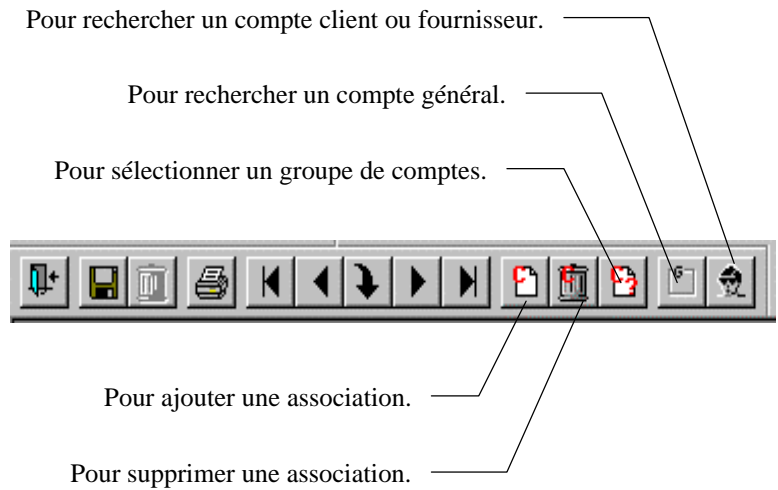 Pour rechercher un compte client ou fournisseur.
Pour rechercher un compte général.
Pour sélectionner un groupe de comptes.
C C C? G
Pour ajouter une association.
Pour supprimer une association.